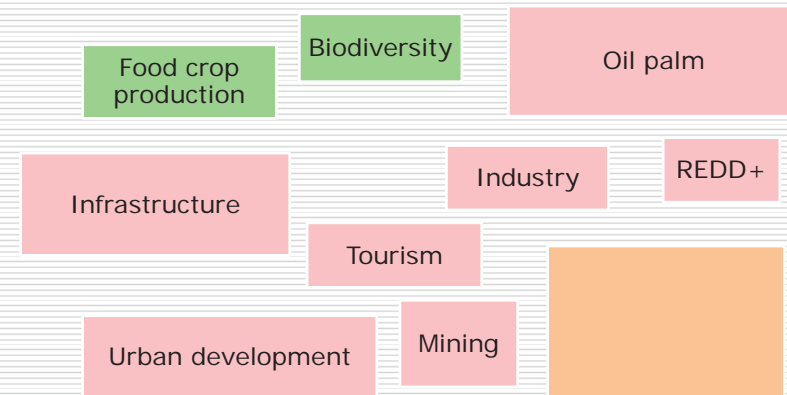 Biodiversity
Oil palm
Food crop
production
Industry
REDD+
Infrastructure
Tourism
Mining
Urban development